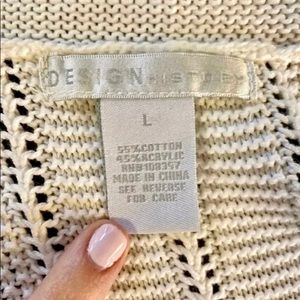 DESIGN HISTORY
L
55%COTTON
45%ACRYLIC
RN#108357
MADE IN CHINA
SEE REVERSE
FOR CARE